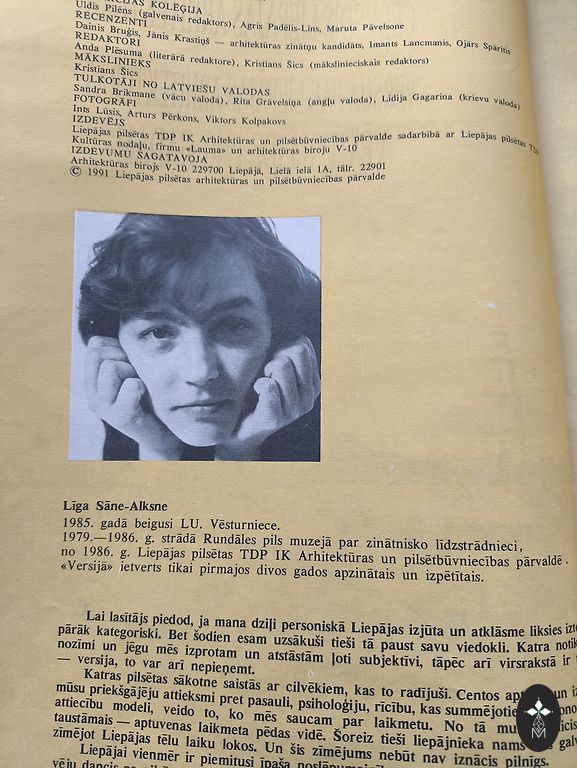 KOLĒĢIJA
Uldis Pilēns (galvenais redaktors), Agris Padēlis-Līns, Maruta Pāvelsone
RECENZENTI
Dainis Bruģis, Jānis Krastiņš — arhitektūras zinātņu kandidāts, Imants Lancmanis, Ojārs Spārītis
REDAKTORI
Anda Plēsuma (literārā redaktore), Kristians Šics (mākslinieciskais redaktors)
MĀKSLINIEKS
Kristians Šics
TULKOTĀJI NO LATVIEŠU VALODAS
Sandra Brikmane (vācu valoda), Rita Grāvelsiņa (angļu valoda), Lidija Gagarina (krievu valoda)
FOTOGRĀFI
Ints Lūsis, Arturs Pērkons, Viktors Kolpakovs
IZDEVĒJS
Liepājas pilsētas TDP IK Arhitektūras un pilsētbūvniecības pārvalde sadarbībā ar Liepājas pilsētas TDP
Kultūras nodaļu, firmu «Lauma» un arhitektu biroju V-10
IZDEVUMU SAGATAVOJA
Arhitektūras birojs V-10 229700 Liepājā, Lielā ielā 1A, tālr. 22901
© 1991 Liepājas pilsētas arhitektūras un pilsētbūvniecības pārvalde
Līga Sāne-Alksne
1985. gadā beigusi LU. Vēsturniece.
1979.—1986. g. strādā Rundāles pils muzejā par zinātnisko līdzstrādnieci,
no 1986. g. Liepājas pilsētas TDP IK Arhitektūras un pilsētbūvniecības pārvaldē.
«Versijā» ietverts tikai pirmajos divos gados apzinātais un izpētītais.
Lai lasītājs piedod, ja mana dziļi personiskā Liepājas izjūta un atklāsme liksies
pārāk kategoriski. Bet šodien esam uzsākuši tieši tā paust savu viedokli. Katra
nozīmi un jēgu mēs izprotam un atstāstām ļoti subjektīvi, tāpēc arī virsrakstā ir
— versija, to var arī nepieņemt.
Katras pilsētas sākotne saistās ar cilvēkiem, kas to radījuši. Centos
mūsu priekšgājēju attieksmi pret pasauli, psiholoģiju, rīcību, kas summējoties
attiecību modeli, veido to, ko mēs saucam par laikmetu. No tā
taustāmais — aptuvenas laikmeta pēdas vidē. Šoreiz tieši liepājnieka nams
zīmējot Liepājas tēlu laiku lokos. Un šis zīmējums nebūt nav iznācis pilnīgs.
Liepājai vienmēr ir piemitusi īpaša
M